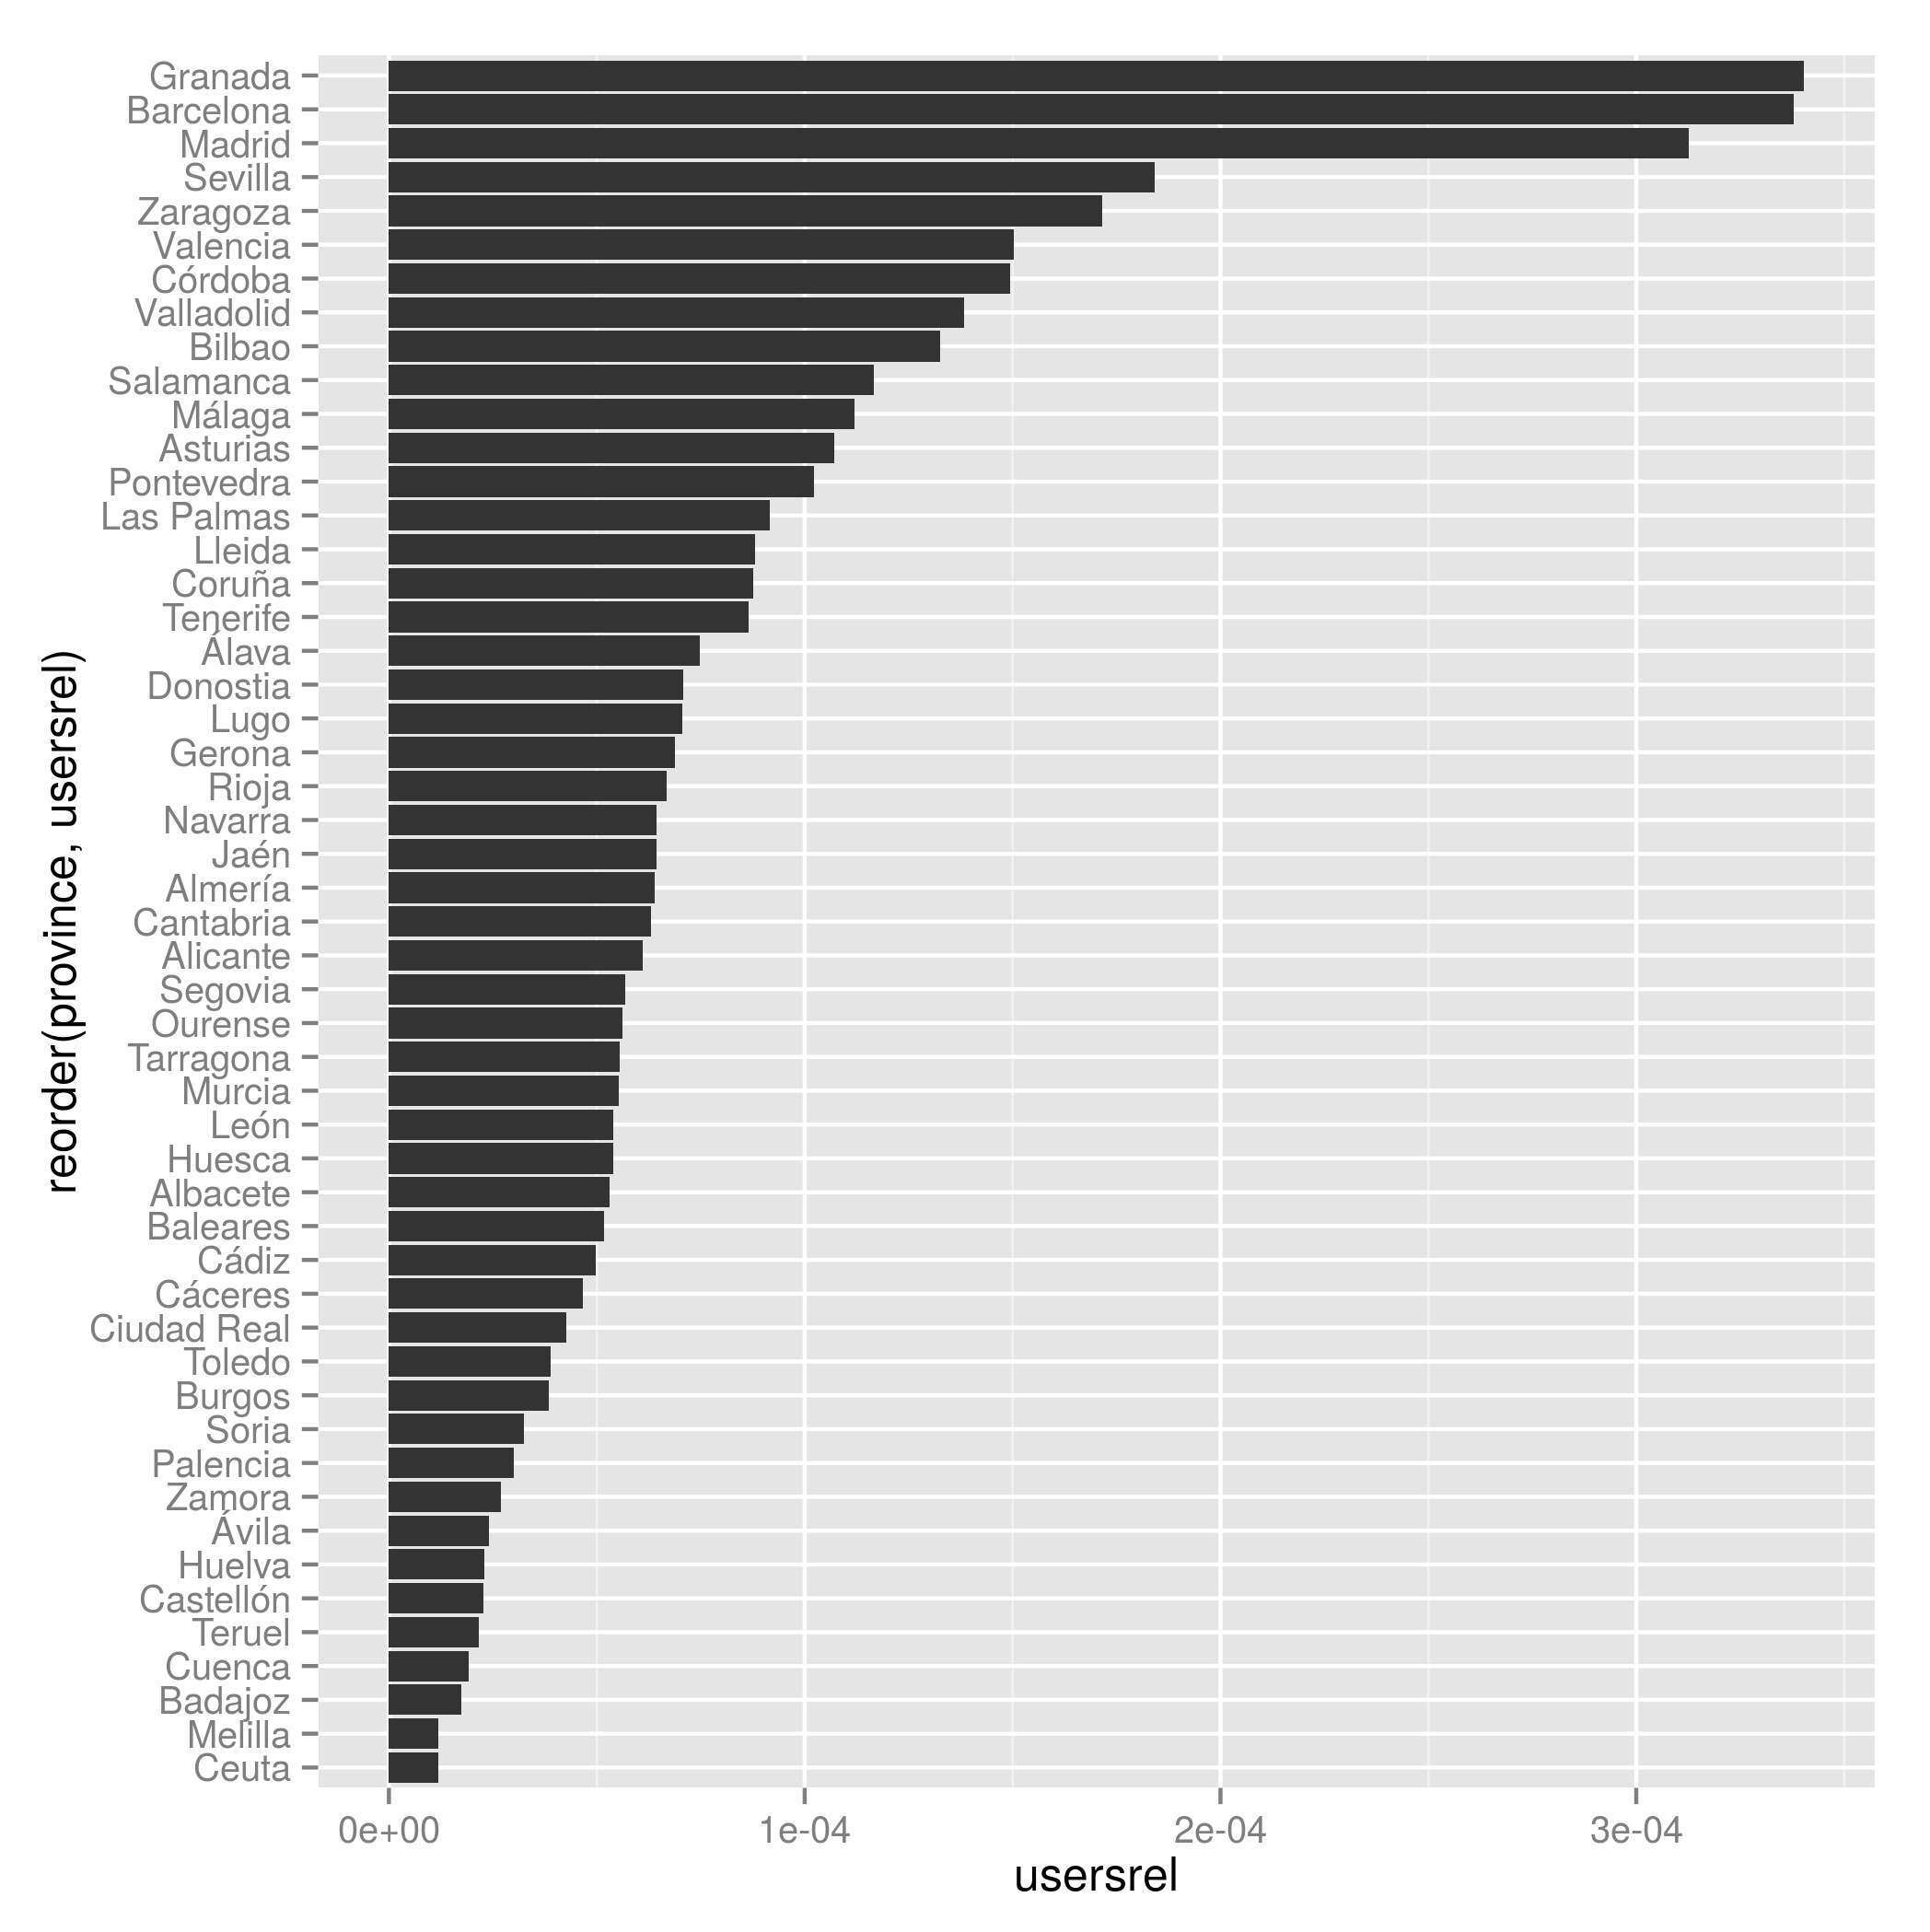 Granada
Barcelona
Madrid
Sevilla
Zaragoza
Valencia
Córdoba
Valladolid
Bilbao
Salamanca
Málaga
Asturias
Pontevedra
Las Palmas
Lleida
Coruña
Tenerife
Álava
Donostia
Lugo
Gerona
Rioja
Navarra
Jaén
Almería
Cantabria
Alicante
Segovia
Ourense
Tarragona
Murcia
León
Huesca
Albacete
Baleares
Cádiz
Cáceres
Ciudad Real
Toledo
Burgos
Soria
Palencia
Zamora
Ávila
Huelva
Castellón
Teruel
Cuenca
Badajoz
Melilla
Ceuta
reorder(province, usersrel)
0e+00 1e-04 2e-04 3e-04
usersrel